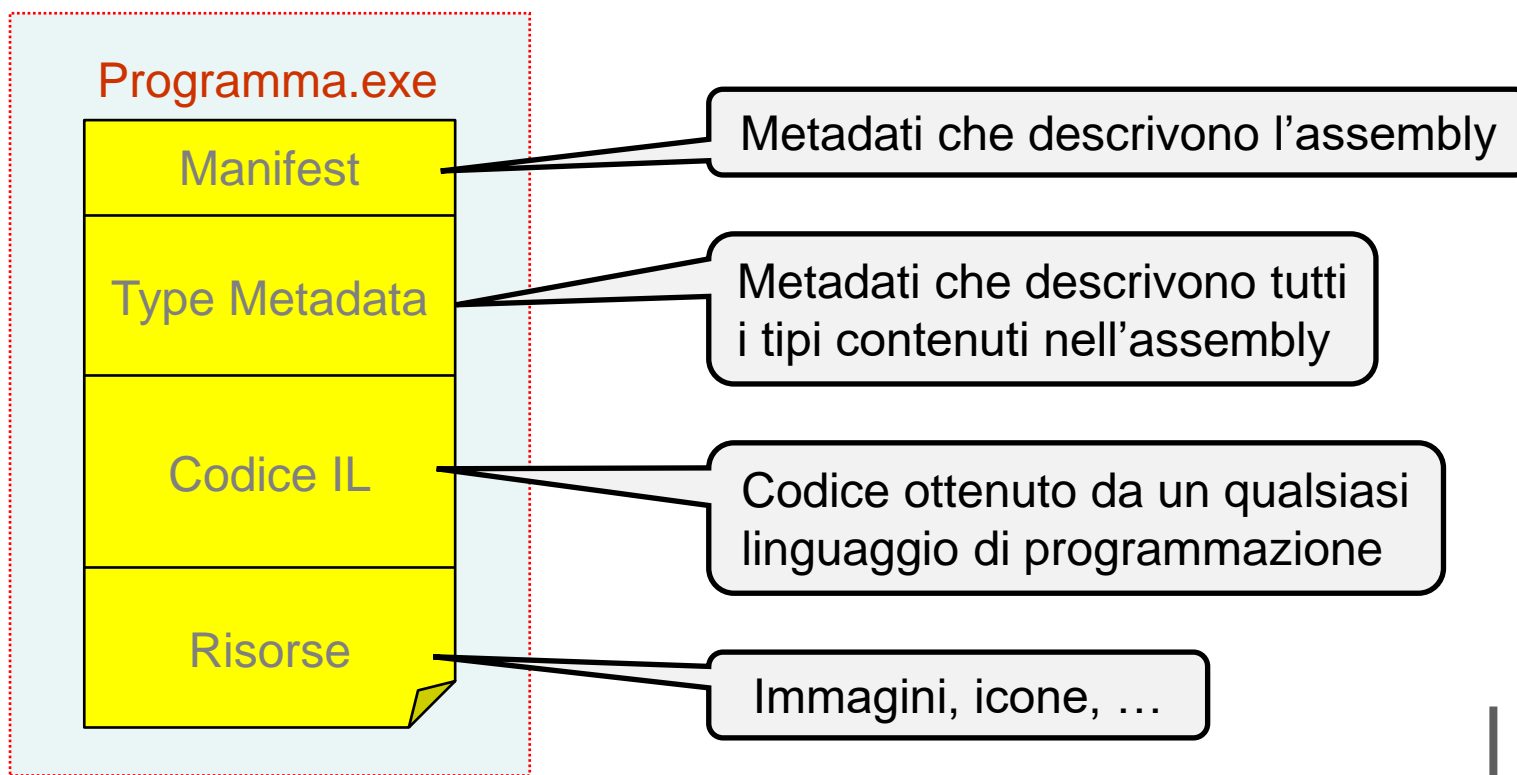 Programma.exe
Manifest
Metadati che descrivono l’assembly
Type Metadata
Metadati che descrivono tutti
i tipi contenuti nell’assembly
Codice IL
Codice ottenuto da un qualsiasi
linguaggio di programmazione
Risorse
Immagini, icone, …